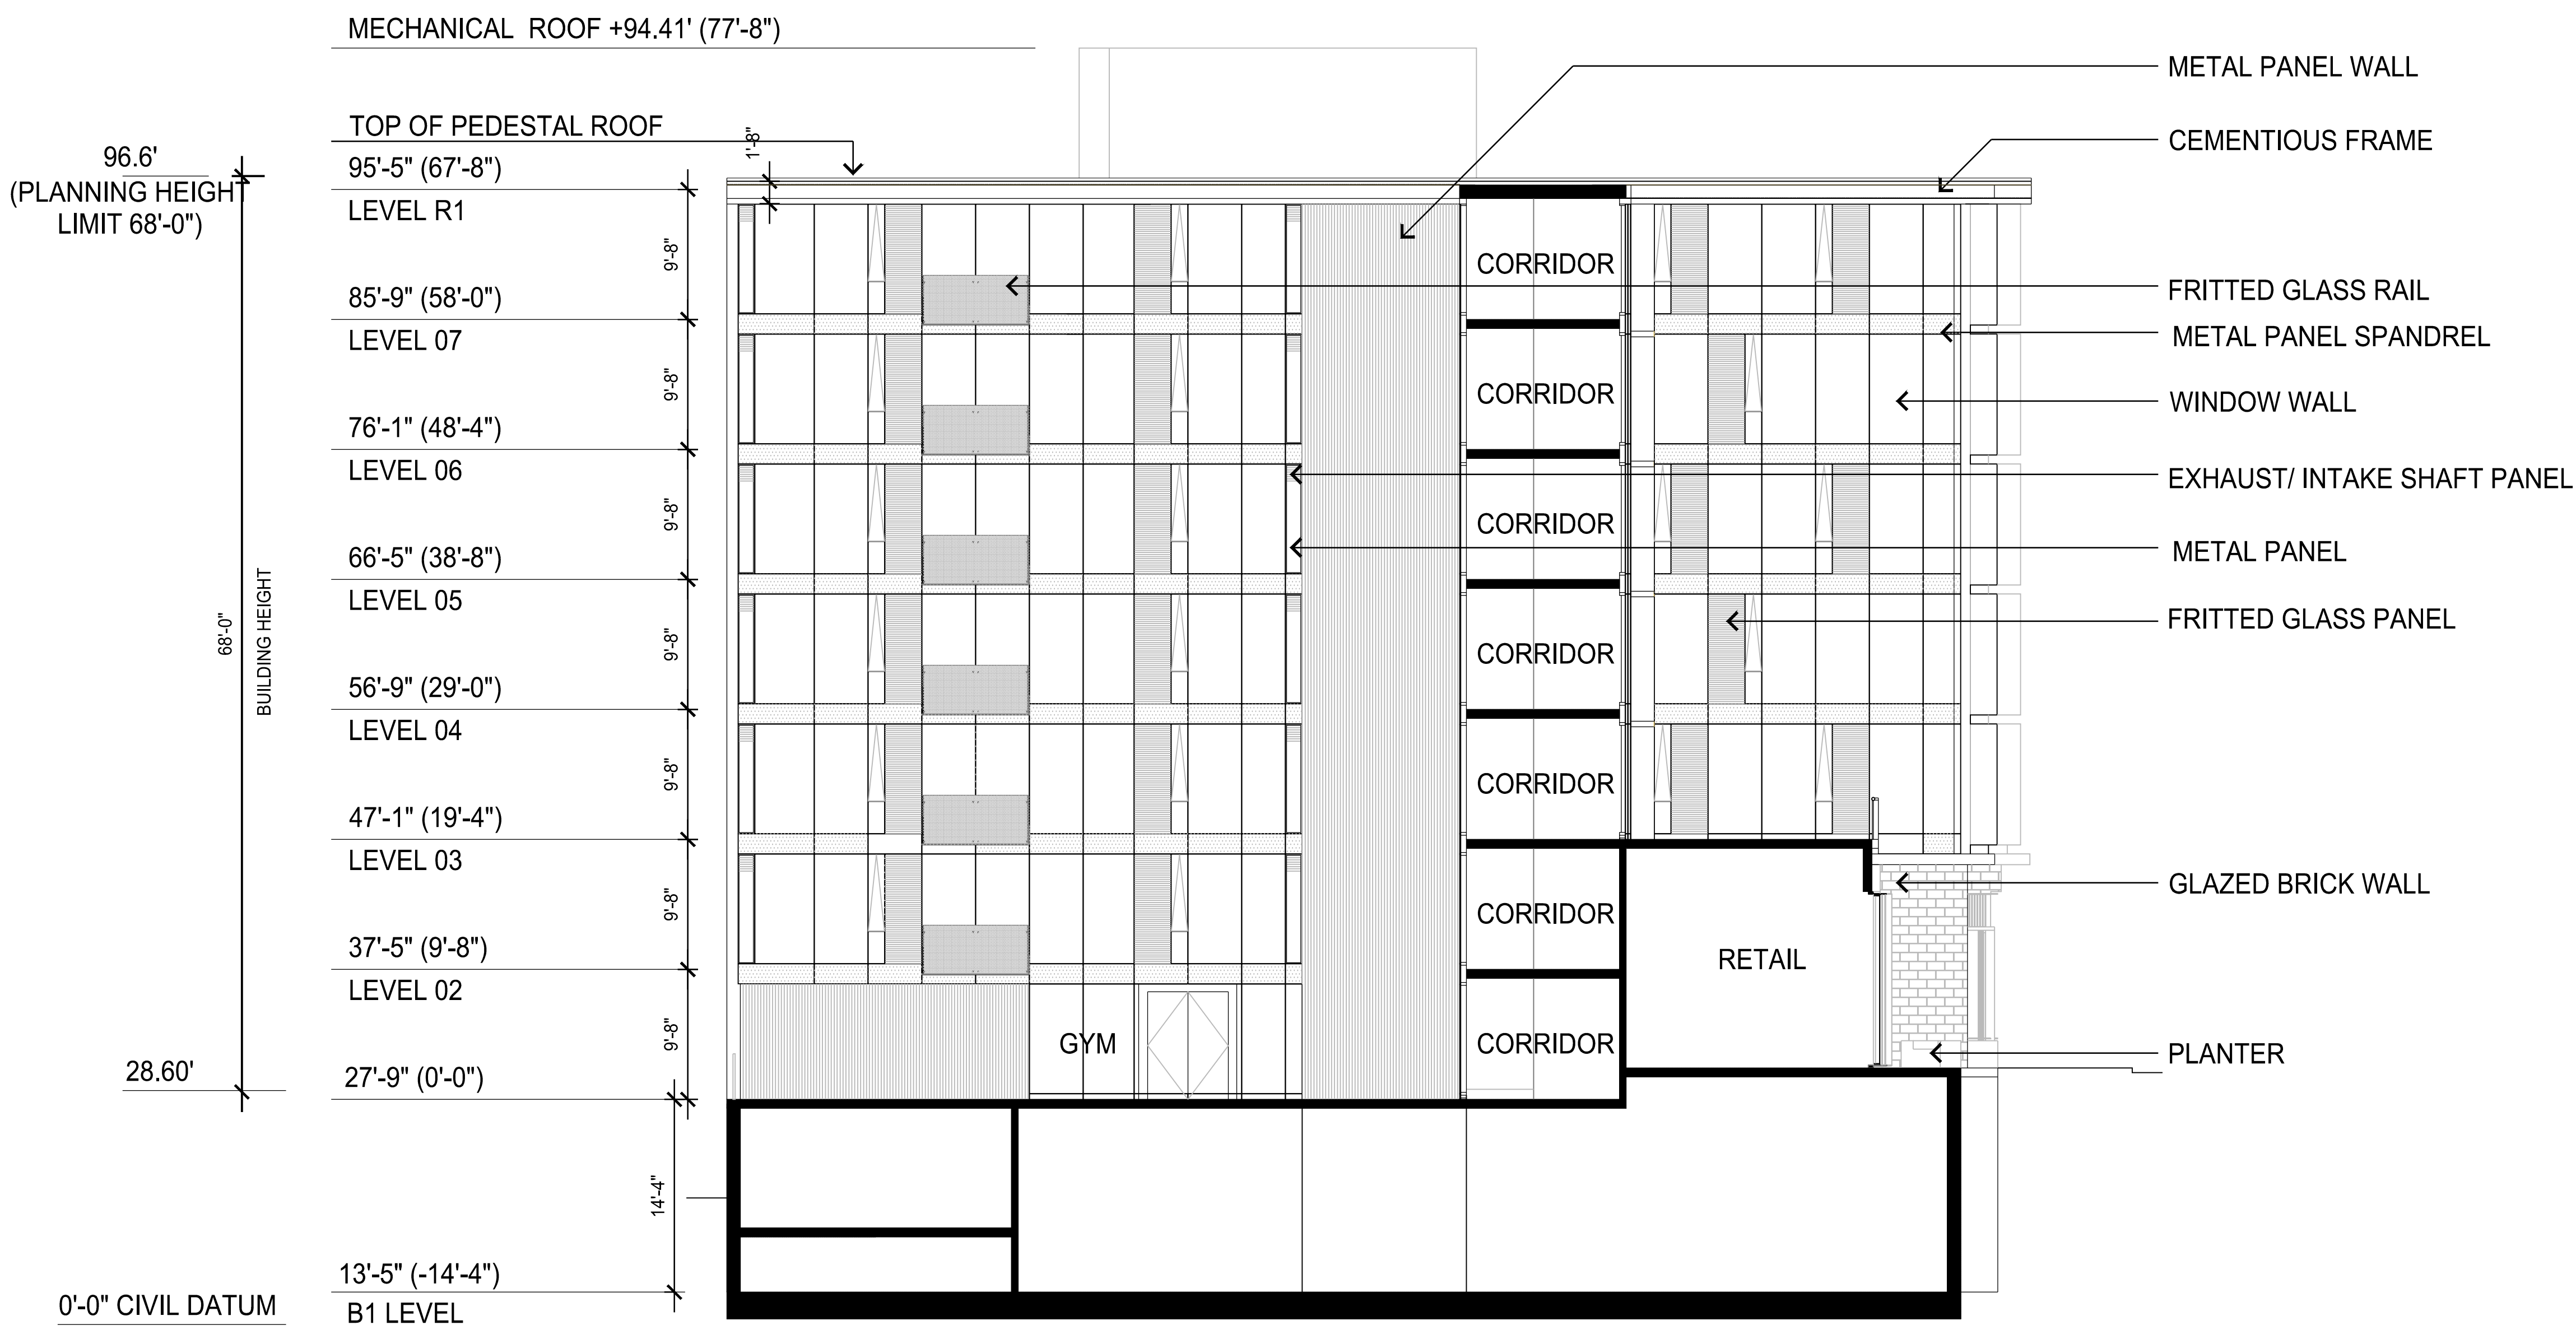 MECHANICAL ROOF +94.41' (77'-8")
TOP OF PEDESTAL ROOF
1'-8"
96.6'
(PLANNING HEIGHT
LIMIT 68'-0")
95'-5" (67'-8")
LEVEL R1
9'-8"
85'-9" (58'-0")
LEVEL 07
9'-8"
76'-1" (48'-4")
LEVEL 06
9'-8"
66'-5" (38'-8")
LEVEL 05
9'-8"
56'-9" (29'-0")
LEVEL 04
9'-8"
47'-1" (19'-4")
LEVEL 03
9'-8"
37'-5" (9'-8")
LEVEL 02
9'-8"
27'-9" (0'-0")
68'-0"
BUILDING HEIGHT
28.60'
14'-4"
13'-5" (-14'-4")
B1 LEVEL
0'-0" CIVIL DATUM
CORRIDOR
CORRIDOR
CORRIDOR
CORRIDOR
CORRIDOR
CORRIDOR
CORRIDOR
GYM
RETAIL
METAL PANEL WALL
CEMENTIOUS FRAME
FRITTED GLASS RAIL
METAL PANEL SPANDREL
WINDOW WALL
EXHAUST/ INTAKE SHAFT PANEL
METAL PANEL
FRITTED GLASS PANEL
GLAZED BRICK WALL
PLANTER